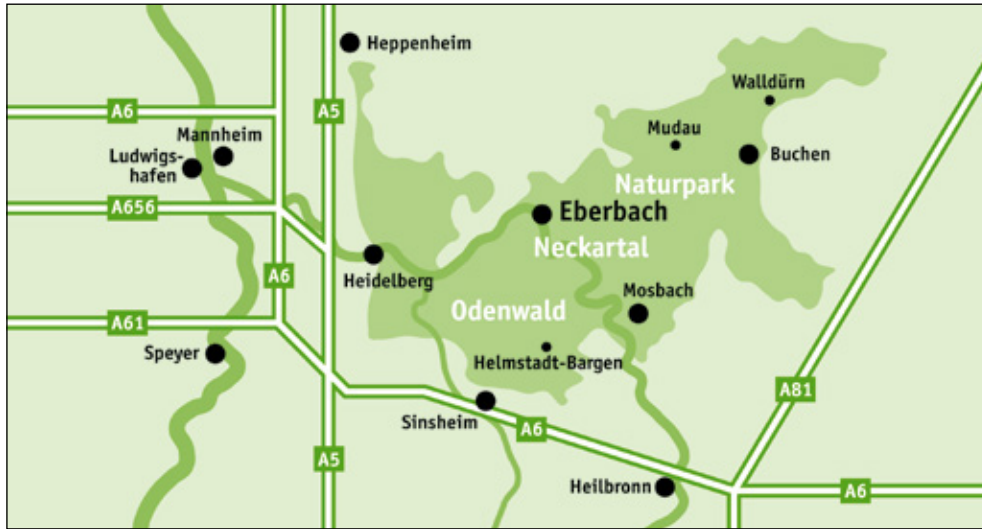 Heppenheim
Walldürn
A6
A5
Mannheim
Mudau
Ludwigs-
hafen
Buchen
Naturpark
A656
Eberbach
Neckartal
A6
Heidelberg
Mosbach
A61
Odenwald
Speyer
Helmstadt-Bargen
A81
Sinsheim
A6
A5
Heilbronn
A6